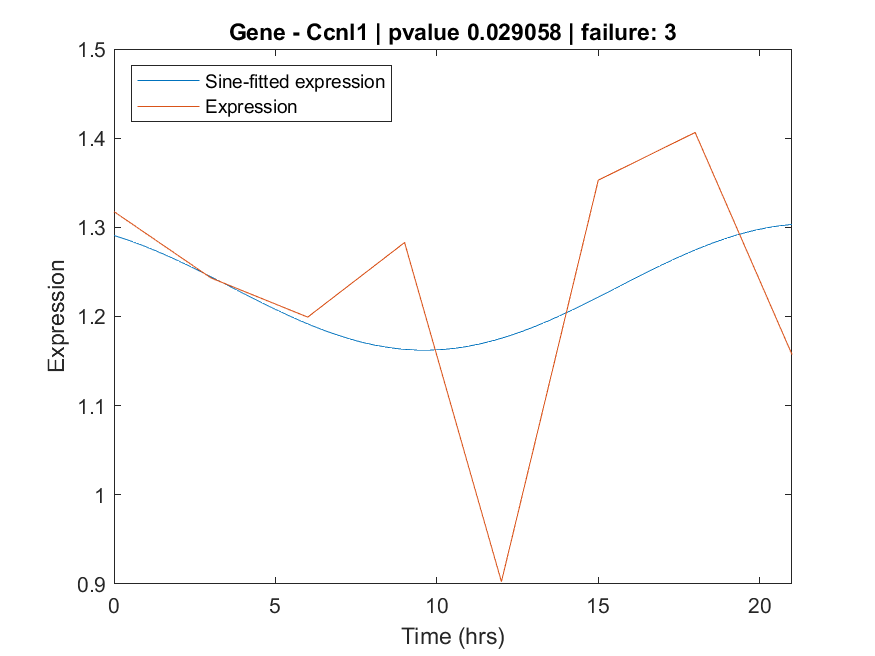 Gene - Ccnl1 | pvalue 0.029058 | failure: 3
1.5
Sine-fitted expression
Expression
1.4
1.3
1.2
1.1
1
0.9
Expression
0 5 10 15 20
Time (hrs)